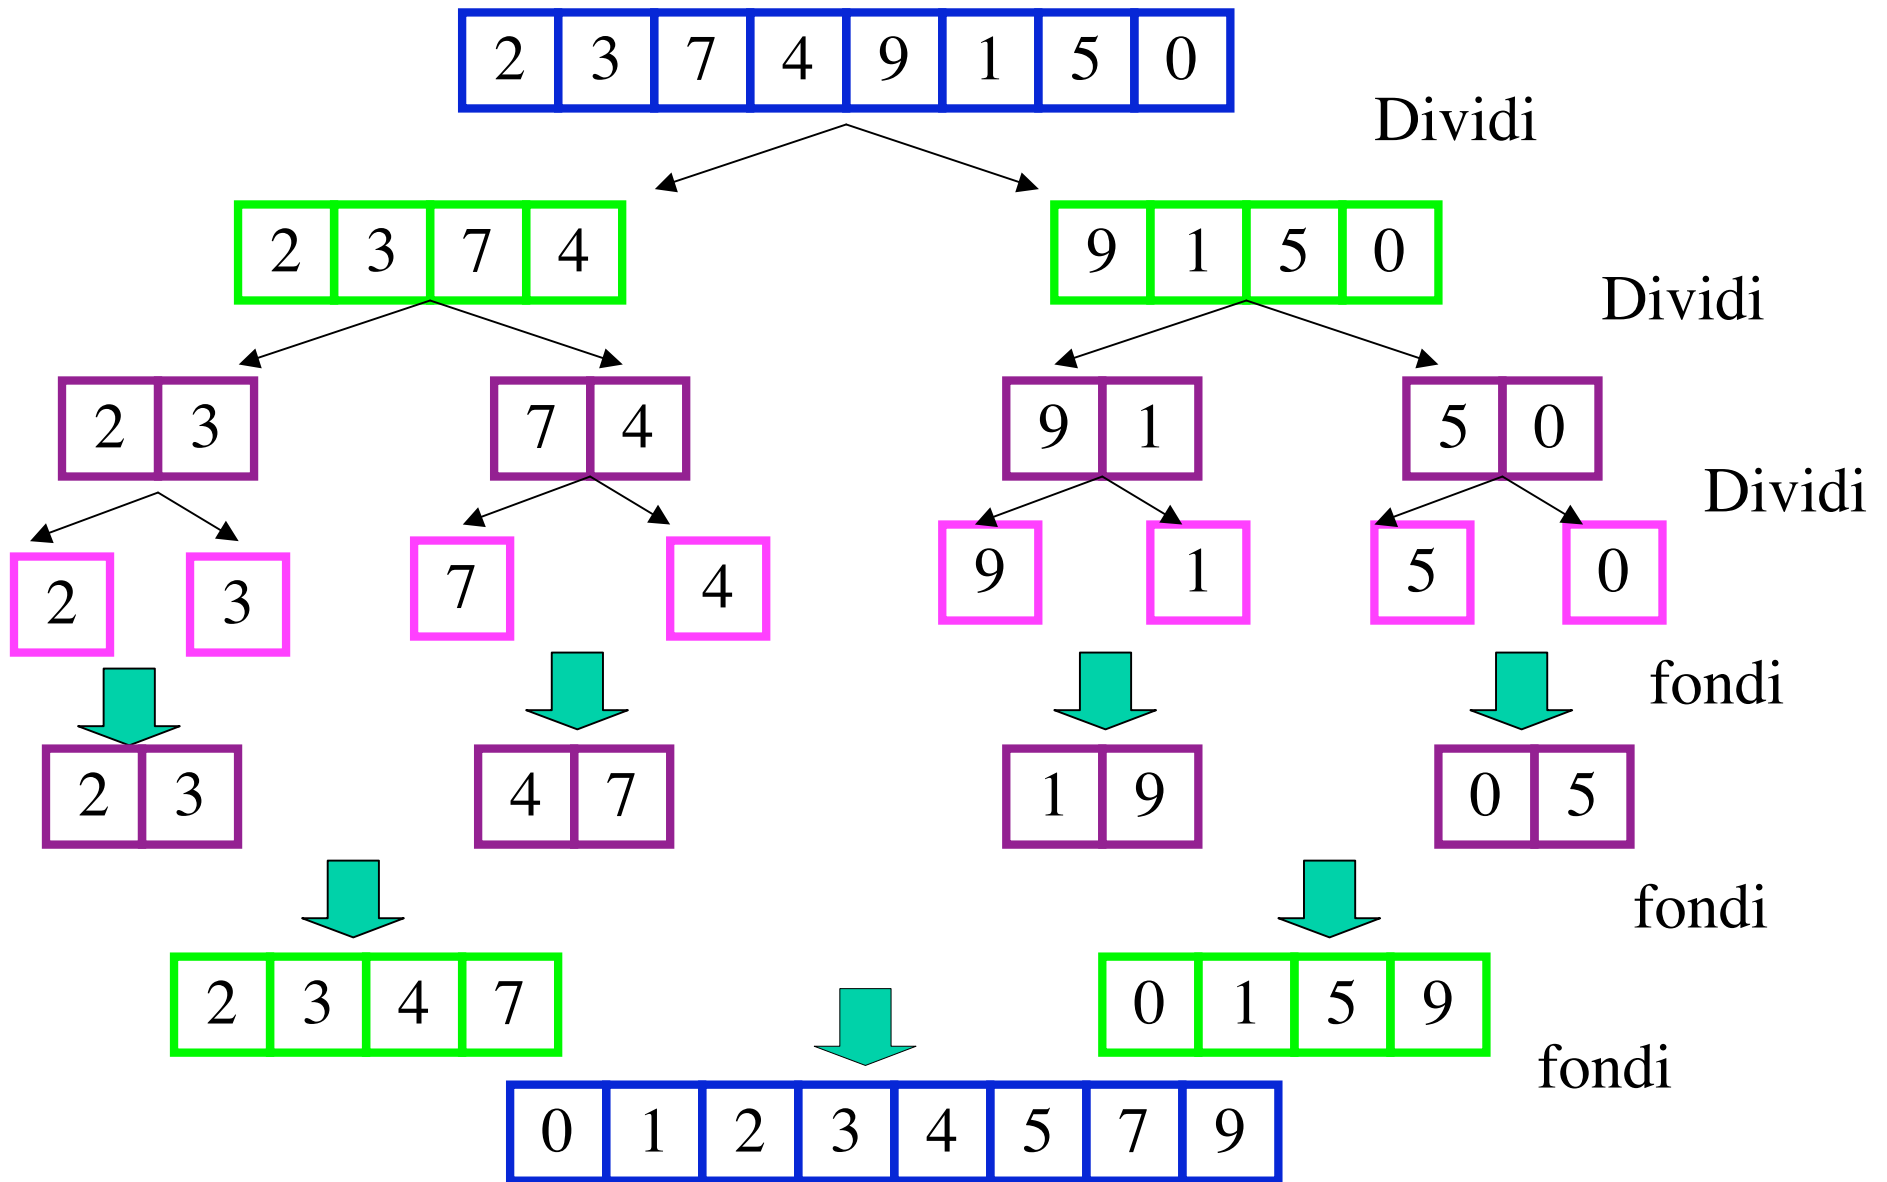 2 3 7 4 9 1 5 0
Dividi
2 3 7 4
9 1 5 0
Dividi
2 3
7 4
9 1
5 0
Dividi
2
3
7
4
9
1
5
0
fondi
2 3
4 7
1 9
0 5
fondi
2 3 4 7
0 1 5 9
fondi
0 1 2 3 4 5 7 9